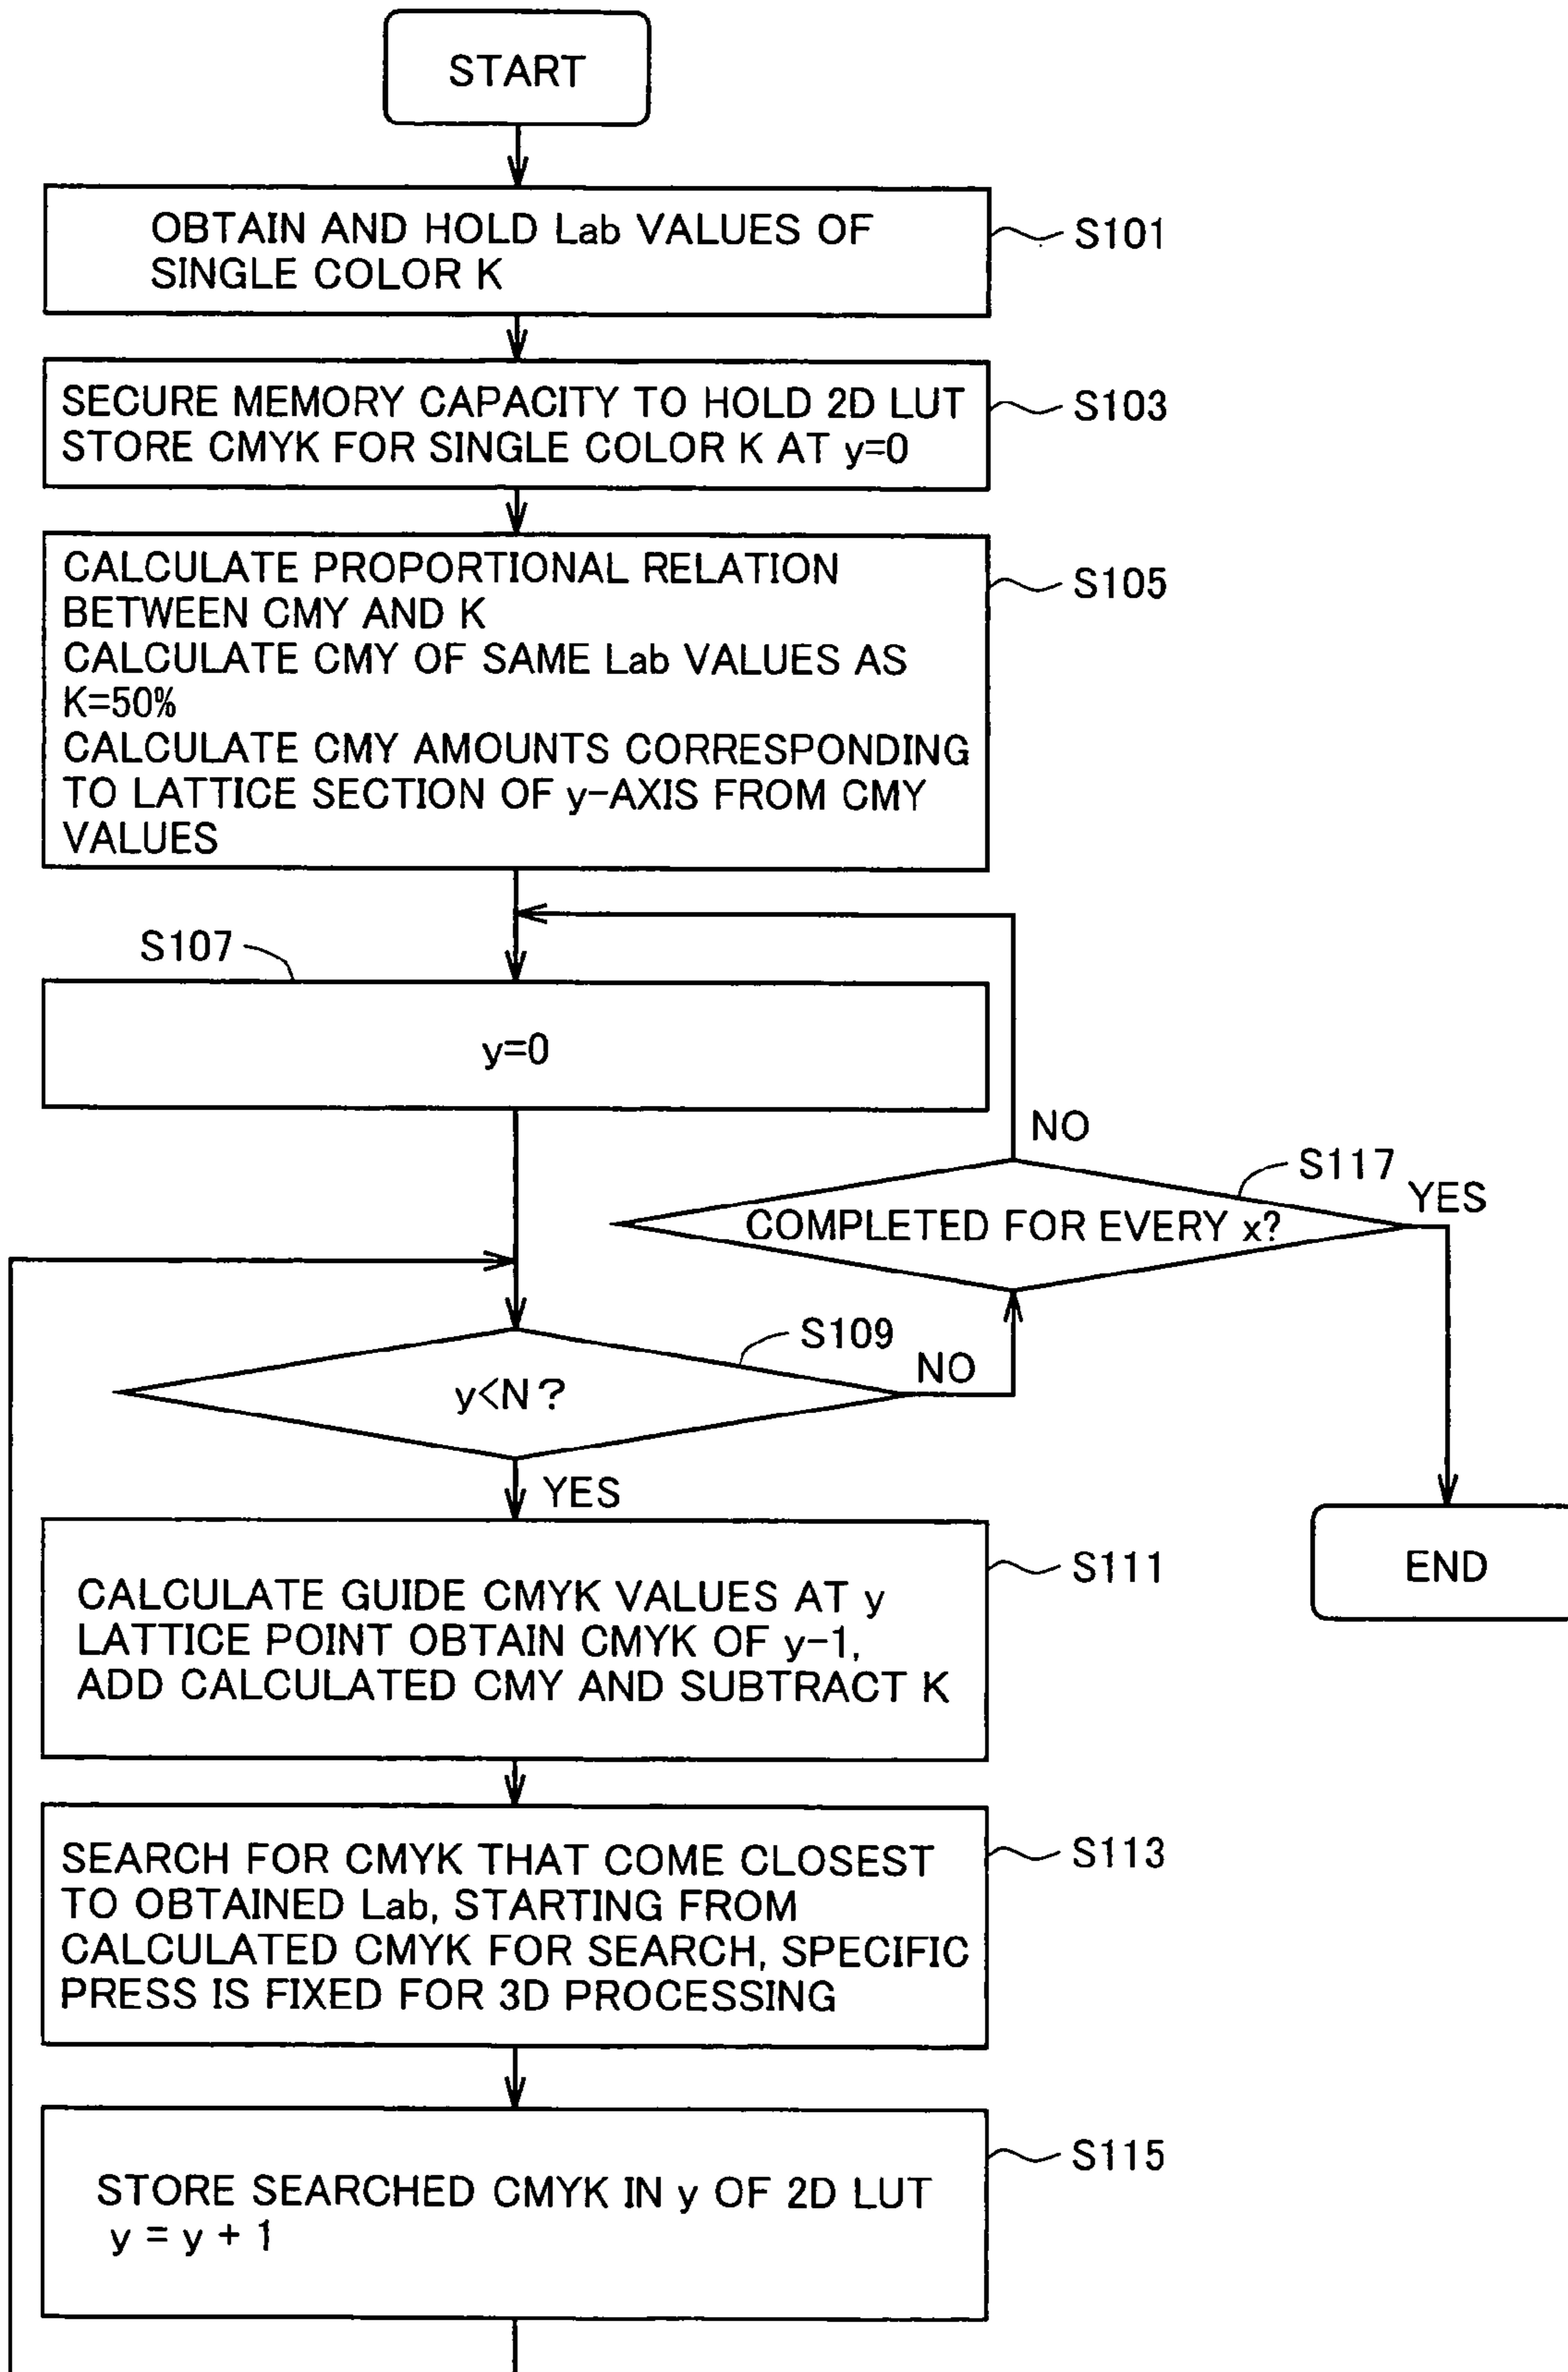 START
OBTAIN AND HOLD Lab VALUES OF
SINGLE COLOR K
S101
SECURE MEMORY CAPACITY TO HOLD 2D LUT
STORE CMYK FOR SINGLE COLOR K AT y=0
S103
CALCULATE PROPORTIONAL RELATION
BETWEEN CMY AND K
CALCULATE CMY OF SAME Lab VALUES AS
K=50%
CALCULATE CMY AMOUNTS CORRESPONDING
TO LATTICE SECTION OF y-AXIS FROM CMY
VALUES
S105
S107
y=0
NO
S117
YES
COMPLETED FOR EVERY x?
S109
NO
y<N?
YES
CALCULATE GUIDE CMYK VALUES AT y
LATTICE POINT OBTAIN CMYK OF y-1,
ADD CALCULATED CMY AND SUBTRACT K
S111
END
SEARCH FOR CMYK THAT COME CLOSEST
TO OBTAINED Lab, STARTING FROM
CALCULATED CMYK FOR SEARCH, SPECIFIC
PRESS IS FIXED FOR 3D PROCESSING
S113
STORE SEARCHED CMYK IN y OF 2D LUT
y = y + 1
S115